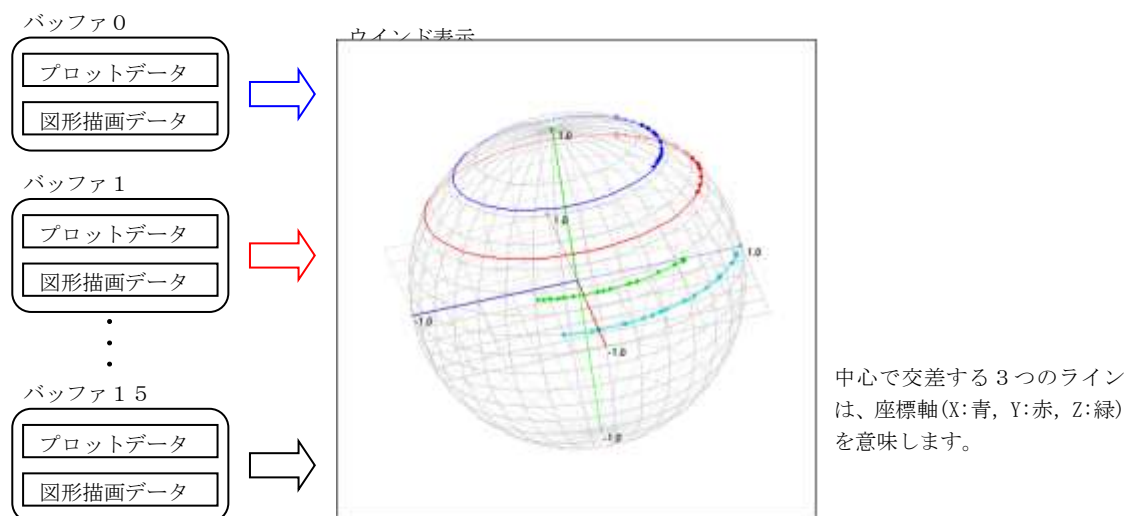 バッファ０
プロットデータ
図形描画データ
バッファ１
プロットデータ
図形描画データ
・
・
・
バッファ１５
プロットデータ
図形描画データ
ウインド表示
1.0
1.0
1.0
-1.0
-1.0
-1.0
中心で交差する３つのライン
は、座標軸(X:青, Y:赤, Z:緑)
を意味します。